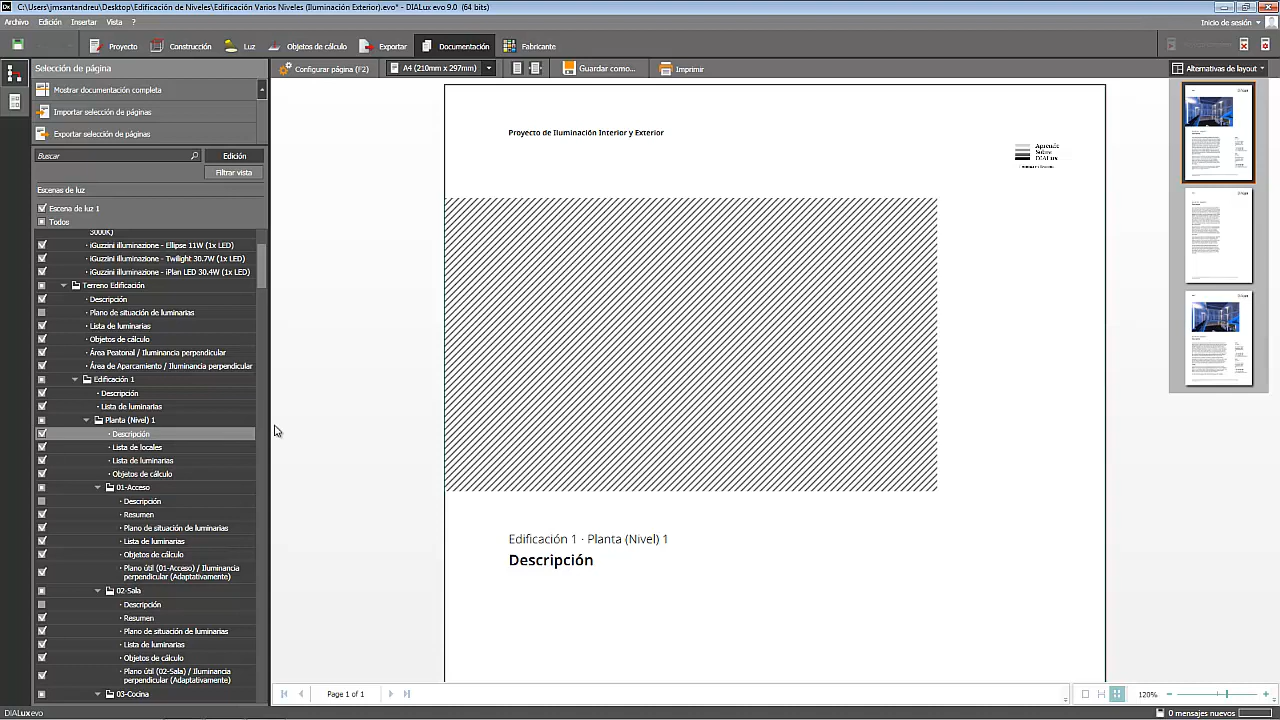 C:\Users\jmsantandreu\Desktop\Edificación de Niveles\Edificación Varios Niveles (Iluminación Exterior).evo* - DIALux evo 9.0  (64 bits)
Archivo Edición Insertar Vista ?
Inicio de sesión
Proyecto Construcción Luz Objetos de cálculo Exportar Documentación Fabricante
Selección de página
Configurar página (F2) A4 (210mm x 297mm) Guardar como... Imprimir
Alternativas de layout
Mostrar documentación completa
Importar selección de páginas
Exportar selección de páginas
Buscar
Edición
Filtrar vista
Escenas de luz
Escena de luz 1
Todos
3000K)
iGuzzini illuminazione - Ellipse 11W (1x LED)
iGuzzini illuminazione - Twilight 30.7W (1x LED)
iGuzzini illuminazione - iPlan LED 30.4W (1x LED)
Terreno Edificación
Descripción
Plano de situación de luminarias
Lista de luminarias
Objetos de cálculo
Área Peatonal / Iluminancia perpendicular
Área de Aparcamiento / Iluminancia perpendicular
Edificación 1
Descripción
Lista de luminarias
Planta (Nivel) 1
Descripción
Lista de locales
Lista de luminarias
Objetos de cálculo
01-Acceso
Descripción
Resumen
Plano de situación de luminarias
Lista de luminarias
Objetos de cálculo
Plano útil (01-Acceso) / Iluminancia
perpendicular (Adaptativamente)
02-Sala
Descripción
Resumen
Plano de situación de luminarias
Lista de luminarias
Objetos de cálculo
Plano útil (02-Sala) / Iluminancia
perpendicular (Adaptativamente)
03-Cocina
Proyecto de Iluminación Interior y Exterior
Aprende
Sobre
DIALux
Edificación 1 · Planta (Nivel) 1
Descripción
Page 1 of 1
120%
DIALux evo
0 mensajes nuevos